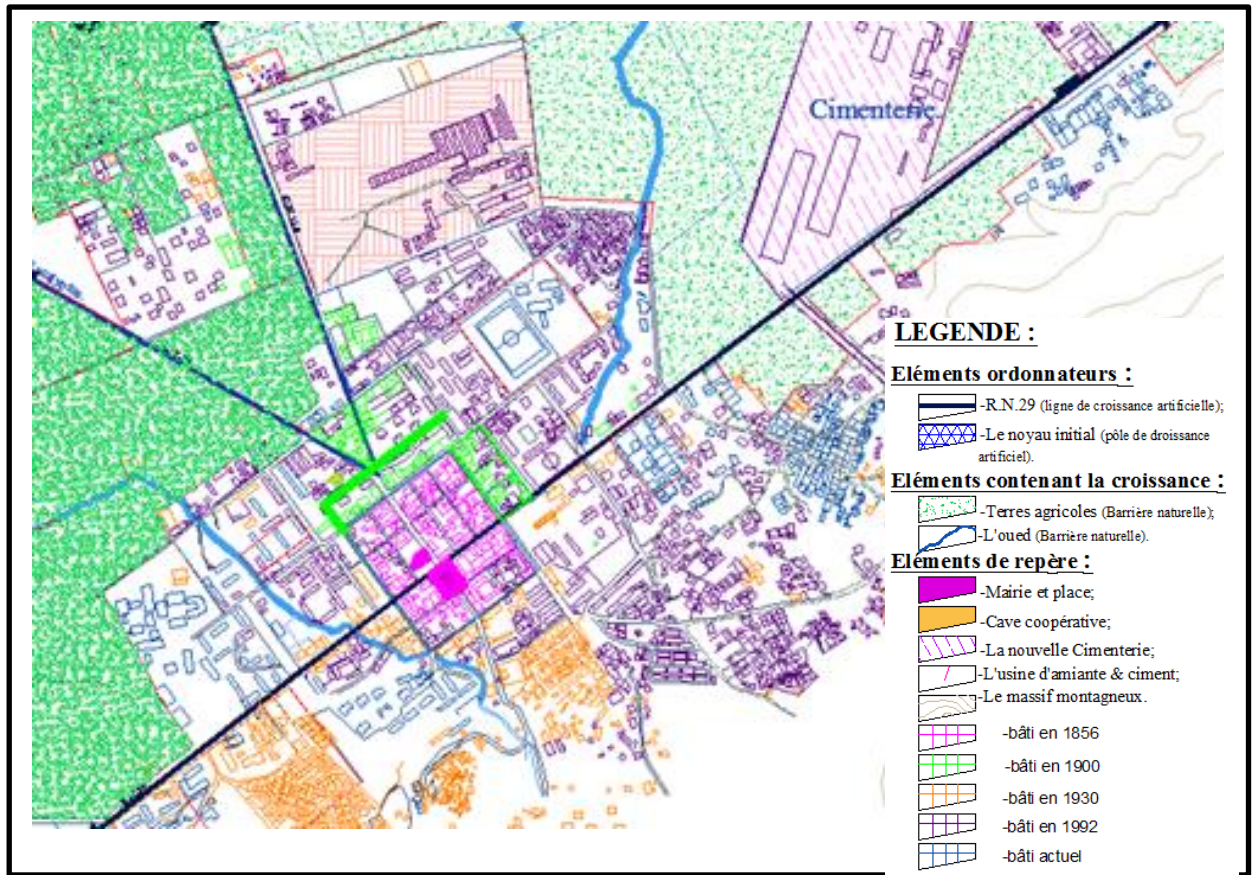 Cimenterie.
LEGENDE :
Eléments ordonnateurs :
-R.N.29 (ligne de croissance artificielle);
-Le noyau initial (pôle de droissance
artificiel).
Eléments contenant la croissance :
-Terres agricoles (Barrière naturelle);
-L'oued (Barrière naturelle).
Eléments de repère :
-Mairie et place;
-Cave coopérative;
-La nouvelle Cimenterie;
-L'usine d'amiante & ciment;
-Le massif montagneux.
-bâti en 1856
-bâti en 1900
-bâti en 1930
-bâti en 1992
-bâti actuel